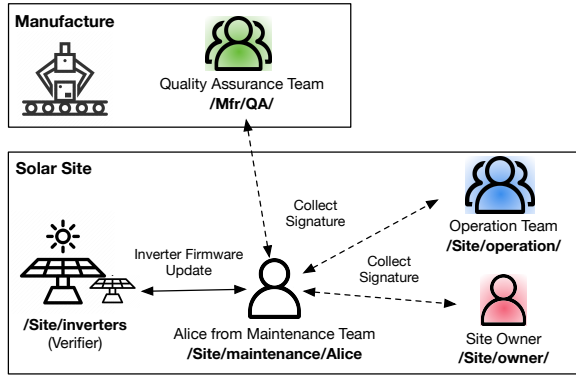 Manufacture
Quality Assurance Team
/Mfr/QA/
Solar Site
Collect
Signature
Operation Team
/Site/operation/
Inverter Firmware
Update
Collect
Signature
/Site/inverters
(Verifier)
Alice from Maintenance Team
/Site/maintenance/Alice
Site Owner
/Site/owner/